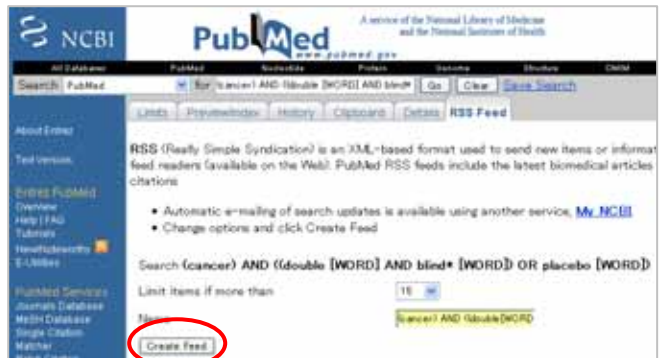 NCBI
PubMed
www.pubmed.gov
A service of the National Library of Medicine
and the National Institutes of Health
All Databases PubMed Nucleotide Protein Genome Structure OMIM
Search PubMed for (cancer) AND ((double [WORD] AND blind* Go Clear Save Search
Limits Preview/Index History Clipboard Details RSS Feed
About Entrez
Text Version
RSS (Really Simple Syndication) is an XML-based format used to send new items or informat
feed readers (available on the Web). PubMed RSS feeds include the latest biomedical articles
citations
Entrez PubMed
Overview
Help | FAQ
Tutorials
New/Noteworthy
E-Utilities
• Automatic e-mailing of search updates is available using another service, My NCBI
• Change options and click Create Feed
Search (cancer) AND ((double [WORD] AND blind* [WORD]) OR placebo [WORD])
PubMed Services
Journals Database
MeSH Database
Single Citation
Matcher
Limit items if more than 15
Name (cancer) AND ((double [WORD
Create Feed